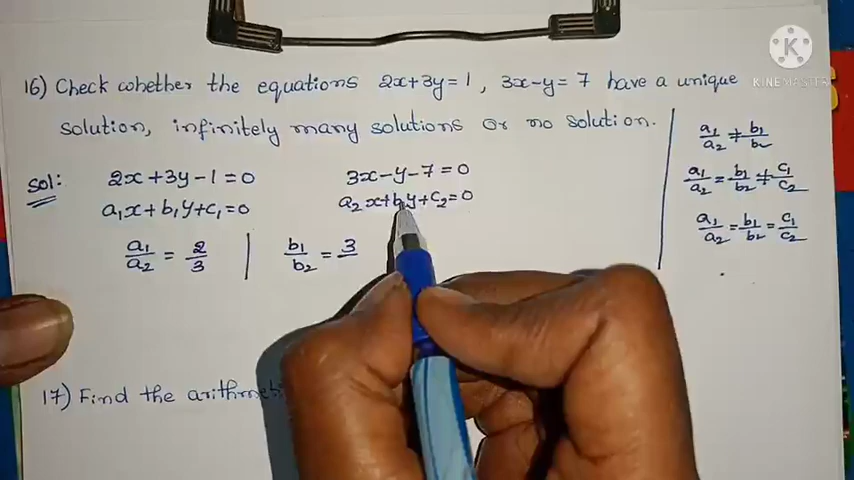 16) Check whether the equations 2x+3y=1, 3x-y=7 have a unique
solution, infinitely many solutions Or no solution.
Sol:
2x+3y-1=0
3x-y-7=0
a₁x+b₁y+c₁=0
a₂x+b₂y+c₂=0
a₁/a₂ = 2/3
b₁/b₂ = 3
a₁/a₂ ≠ b₁/b₂
a₁/a₂ = b₁/b₂ ≠ c₁/c₂
a₁/a₂ = b₁/b₂ = c₁/c₂
17) Find the
KINEMASTER